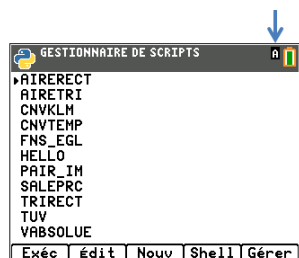 GESTIONNAIRE DE SCRIPTS A
AIRERECT
AIRETRI
CNVKLM
CNVTEMP
FNS_EGL
HELLO
PAIR_IM
SALEPRC
TRIRECT
TUV
VABSOLUE
Exéc édit Nouv Shell Gérer